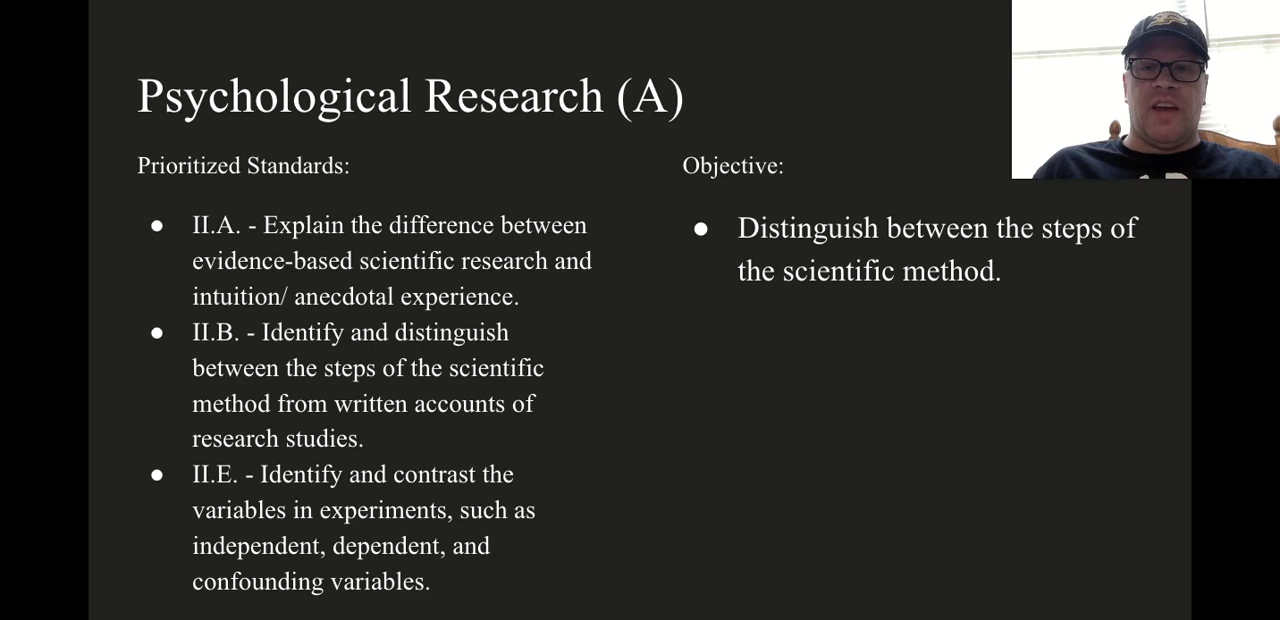 Psychological Research (A)
Prioritized Standards:
● II.A. - Explain the difference between
evidence-based scientific research and
intuition/ anecdotal experience.
● II.B. - Identify and distinguish
between the steps of the scientific
method from written accounts of
research studies.
● II.E. - Identify and contrast the
variables in experiments, such as
independent, dependent, and
confounding variables.
Objective:
● Distinguish between the steps of
the scientific method.